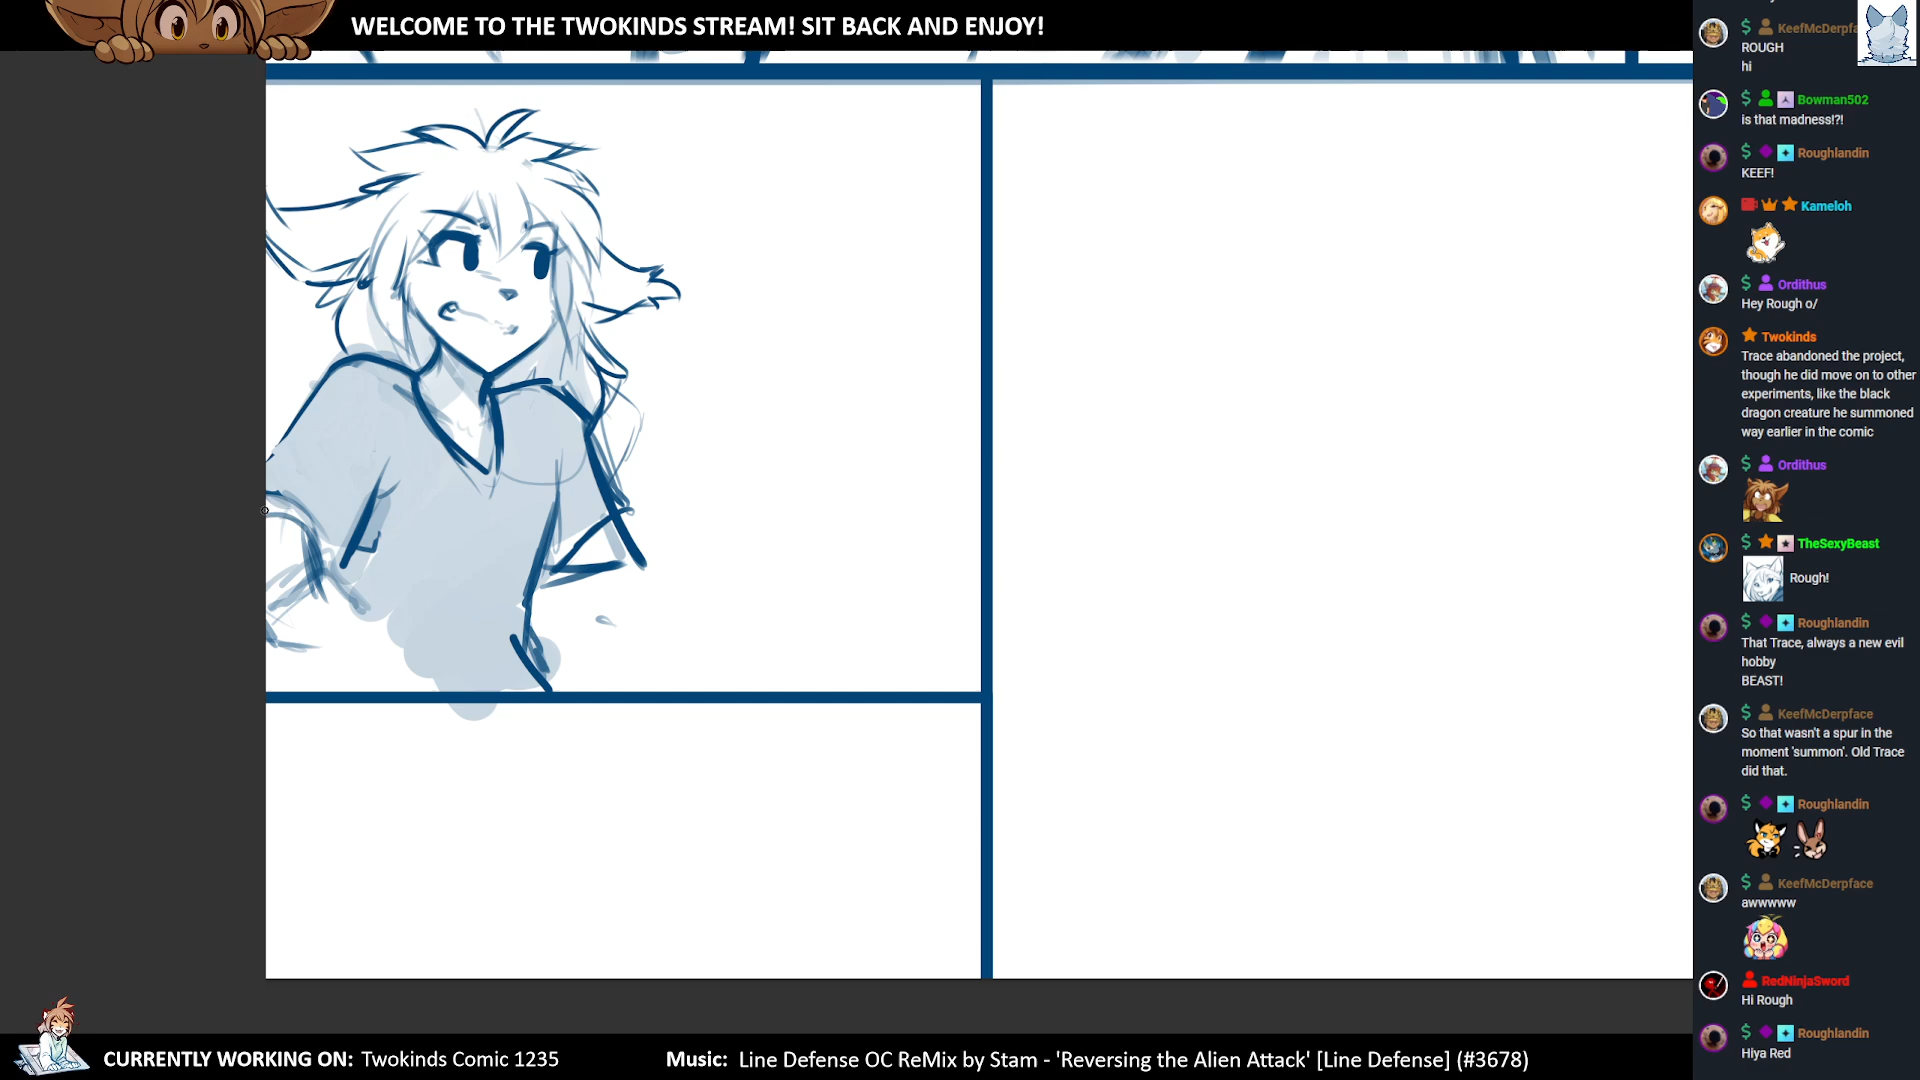 WELCOME TO THE TWOKINDS STREAM! SIT BACK AND ENJOY!
KeefMcDerpfa
ROUGH
hi
Bowman502
is that madness!?!
Roughlandin
KEEF!
Kameloh
Ordithus
Hey Rough o/
Twokinds
Trace abandoned the project,
though he did move on to other
experiments, like the black
dragon creature he summoned
way earlier in the comic
Ordithus
TheSexyBeast
Rough!
Roughlandin
That Trace, always a new evil
hobby
BEAST!
KeefMcDerpface
So that wasn't a spur in the
moment 'summon'. Old Trace
did that.
Roughlandin
KeefMcDerpface
awwwww
RedNinjaSword
Hi Rough
Roughlandin
Hiya Red
CURRENTLY WORKING ON: Twokinds Comic 1235
Music: Line Defense OC ReMix by Stam - 'Reversing the Alien Attack' [Line Defense] (#3678)